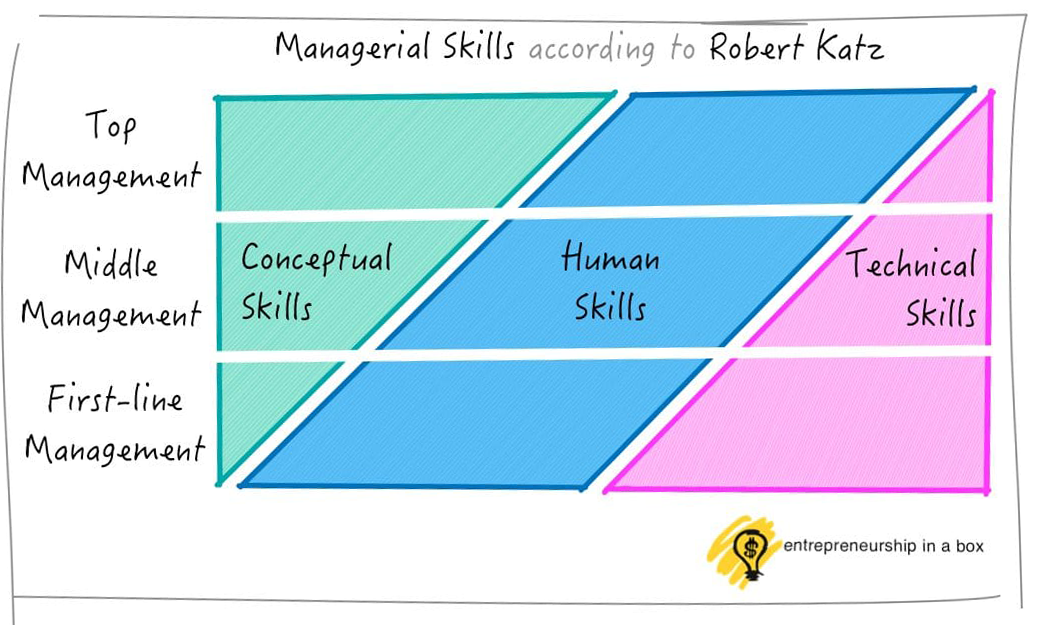 Managerial Skills according to Robert Katz
Top
Management
Middle
Management
Conceptual
Skills
Human
Skills
Technical
Skills
First-line
Management
$
entrepreneurship in a box